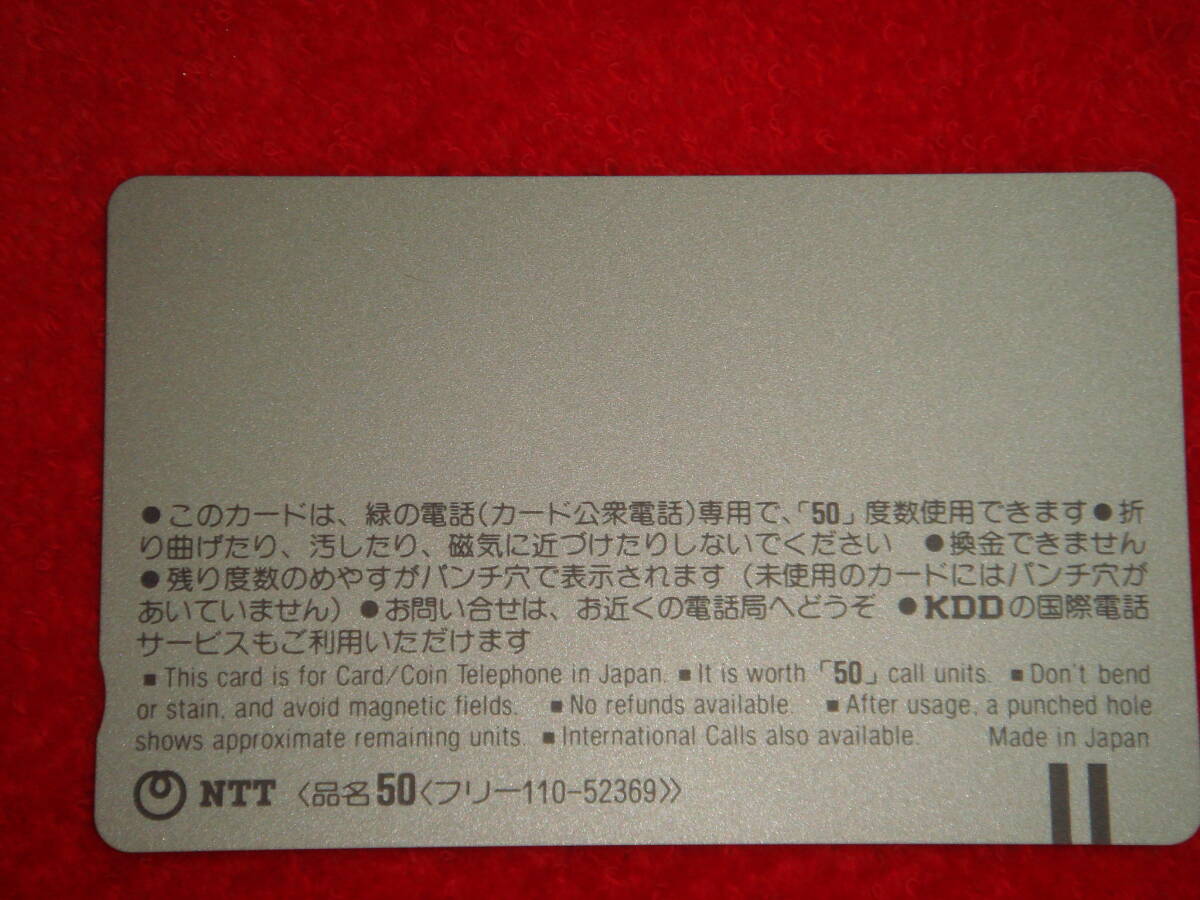 ●このカードは、緑の電話(カード公衆電話)専用で、「50」度数使用できます●折
り曲げたり、汚したり、磁気に近づけたりしないでください ●換金できません
●残り度数のめやすがパンチ穴で表示されます(未使用のカードにはパンチ穴が
あいていません)●お問い合せは、お近くの電話局へどうぞ ●KDDの国際電話
サービスもご利用いただけます
■This card is for Card/Coin Telephone in Japan. ■It is worth「50」call units. ■Don't bend
or stain, and avoid magnetic fields. ■No refunds available. ■After usage, a punched hole
shows approximate remaining units. ■International Calls also available. Made in Japan
NTT 〈品名50〈フリー110-52369〉〉